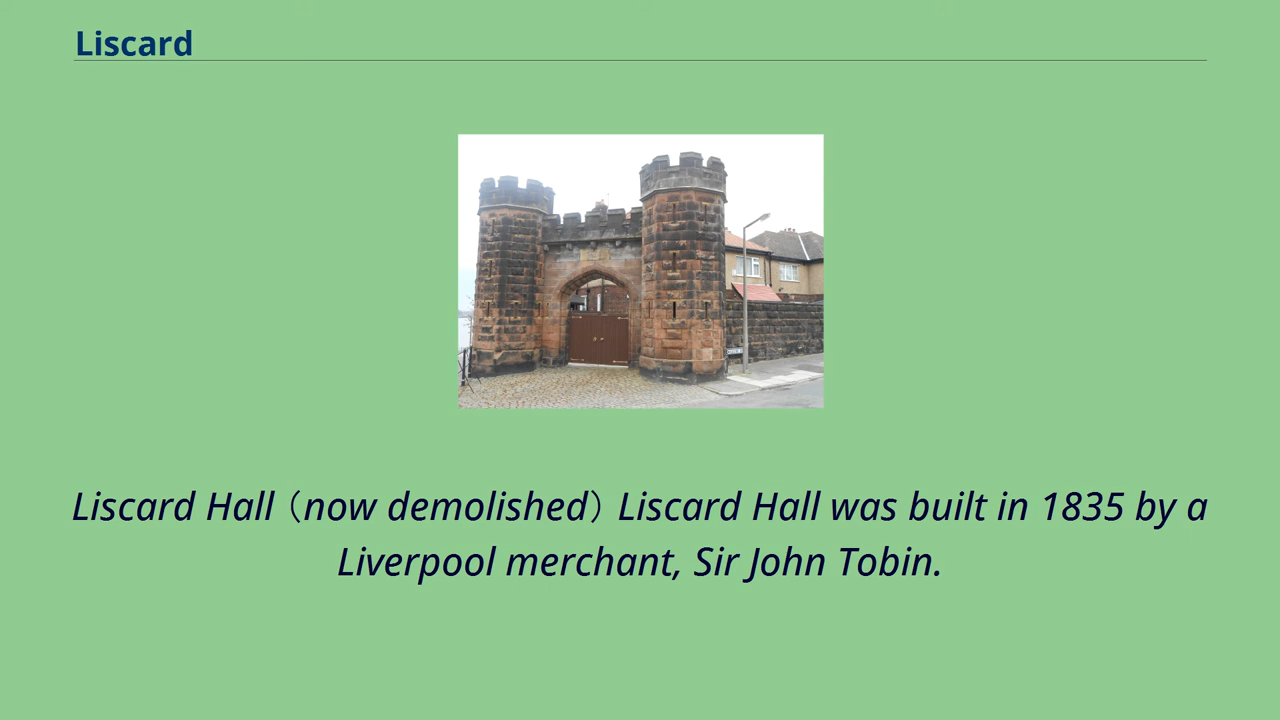 Liscard
Liscard Hall（now demolished）Liscard Hall was built in 1835 by a
Liverpool merchant, Sir John Tobin.